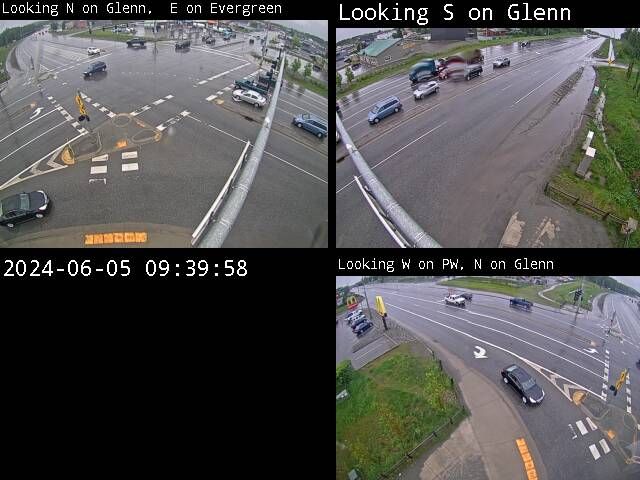 Looking N on Glenn,  E on Evergreen
Looking S on Glenn
2024-06-05 09:39:58
Looking W on PW, N on Glenn